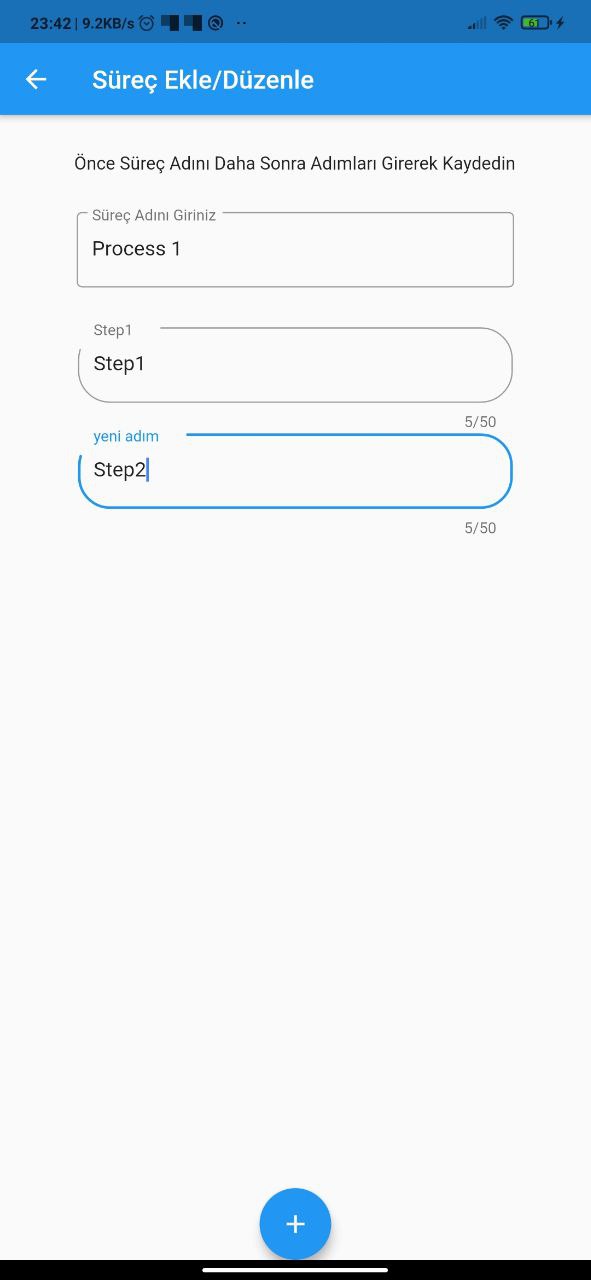 23:42 | 9.2KB/s
61
Süreç Ekle/Düzenle
Önce Süreç Adını Daha Sonra Adımları Girerek Kaydedin
Süreç Adını Giriniz
Process 1
Step1
Step1
5/50
yeni adım
Step2
5/50
+